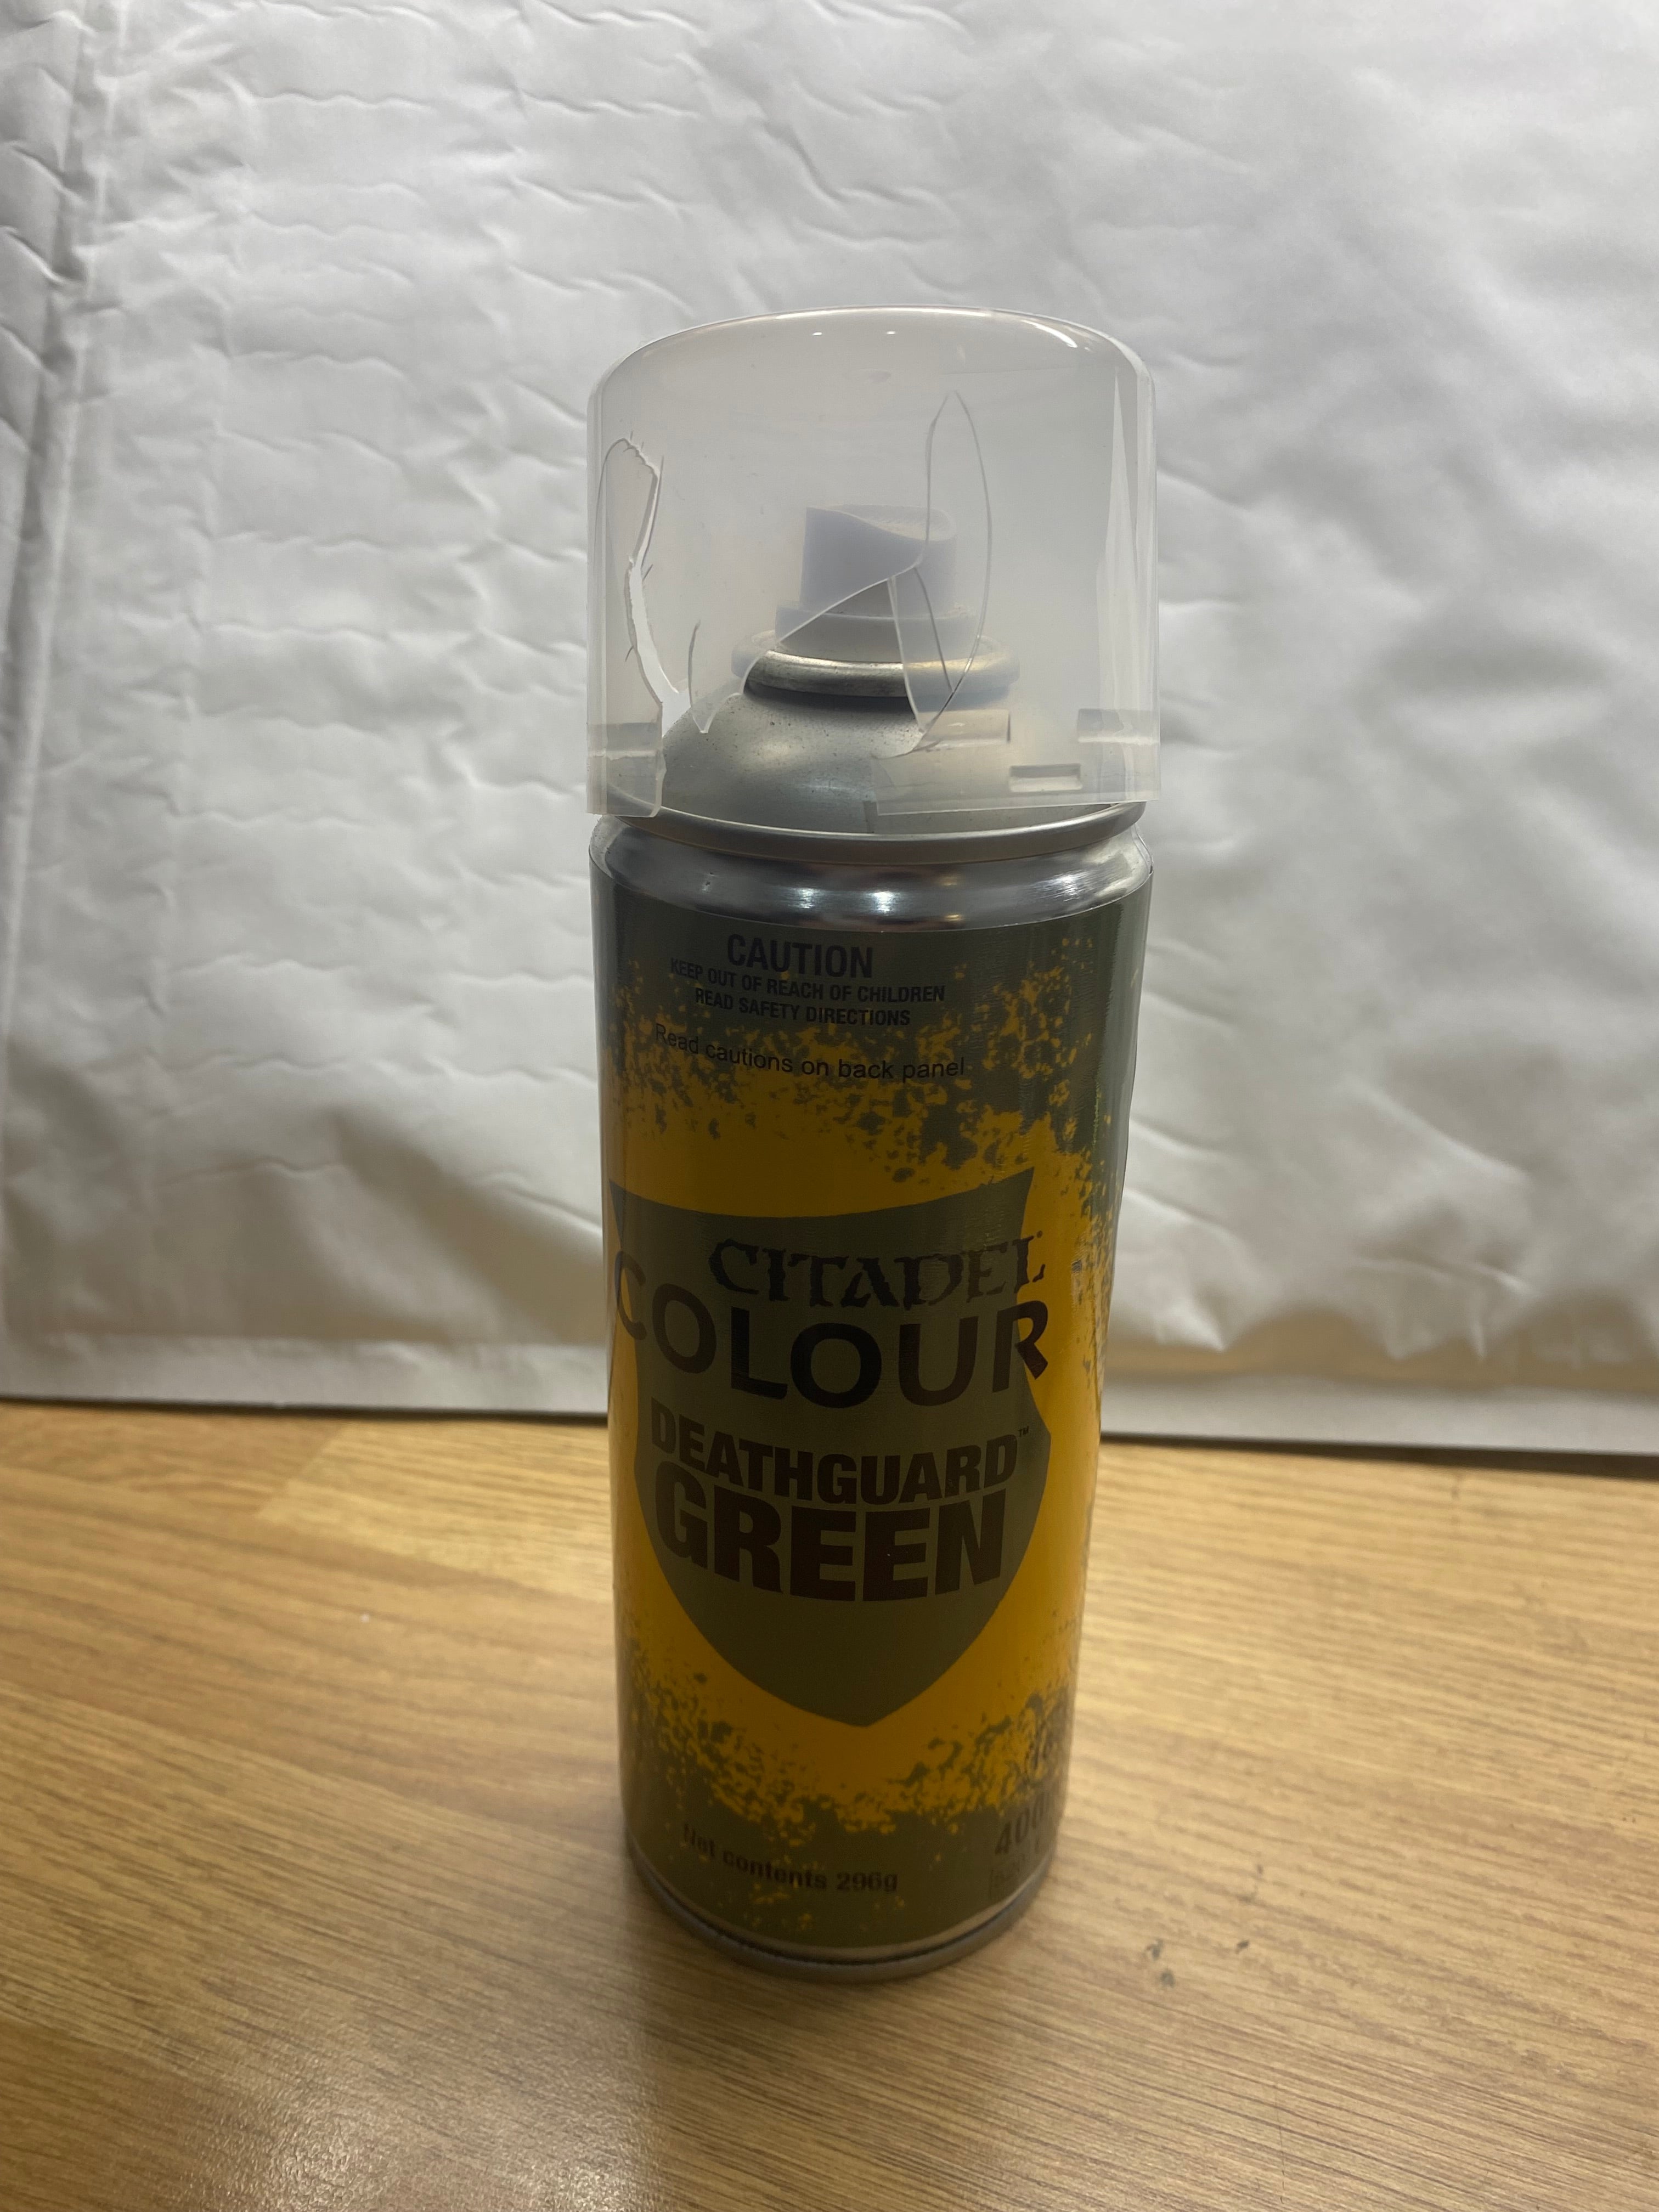 CAUTION
KEEP OUT OF REACH OF CHILDREN
READ SAFETY DIRECTIONS
Read cautions on back panel
CITADEL
COLOUR
DEATHGUARD™
GREEN
Net contents 296g